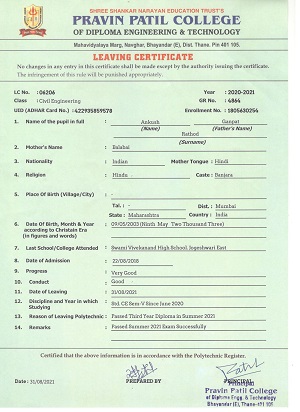 SHREE SHANKAR NARAYAN EDUCATION TRUST'S
PRAVIN PATIL COLLEGE
OF DIPLOMA ENGINEERING & TECHNOLOGY
Mahavidyalaya Marg, Navghar, Bhayandar (E), Dist. Thane. Pin 401 105.
LEAVING CERTIFICATE
No changes in any entry in this certificate shall be made except by the authority issuing the certificate.
The infringement of this rule will be punished appropriately.
LC No. : 06206 Year : 2020-2021
Class : Civil Engineering GR No. : 4864
UID (ADHAR Card No.) : 422935859578 Enrollment No. : 1805630254
1. Name of the pupil in full : Ankush Ganpat
(Name) (Father's Name)
Rathod
(Surname)
2. Mother's Name : Balabai
3. Nationality : Indian Mother Tongue : Hindi
4. Religion : Hindu Caste : Banjara
5. Place Of Birth (Village/City) : -
Tal. : - Dist. : Mumbai
State : Maharashtra Country : India
6. Date Of Birth, Month & Year : 09/05/2003 (Ninth May Two Thousand Three)
according to Christain Era
(in figures and words)
7. Last School/College Attended : Swami Vivekanand High School, Jogeshwari East
8. Date of Admission : 22/08/2018
9. Progress : Very Good
10. Conduct : Good
11. Date of Leaving : 31/08/2021
12. Discipline and Year in which : Std. CE Sem-V Since June 2020
Studying
13. Reason of Leaving Polytechnic : Passed Third Year Diploma in Summer 2021
14. Remarks : Passed Summer 2021 Exam Successfully
Certified that the above information is in accordance with the Polytechnic Register.
Date : 31/08/2021 PREPARED BY PRINCIPAL
Principal
Pravin Patil College
of Diploma Engg. & Technology
Bhayandar (E), Thane-401 105